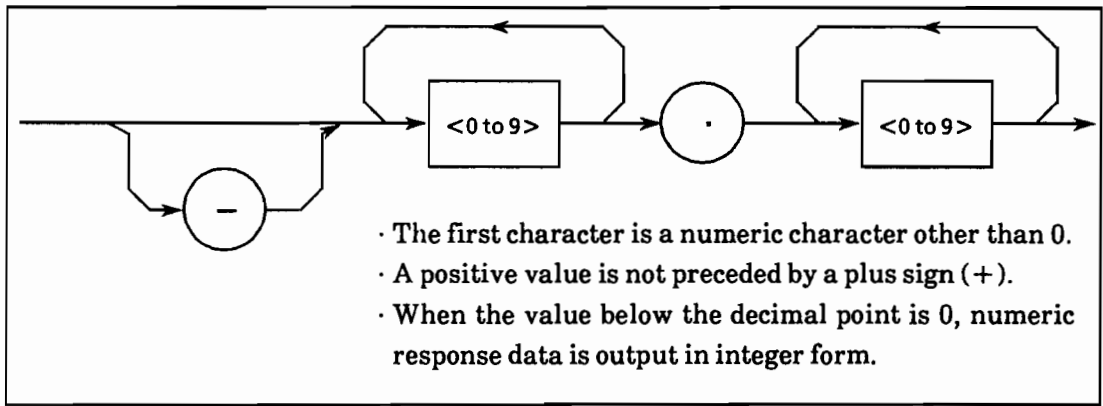 <0 to 9>
.
<0 to 9>
−
· The first character is a numeric character other than 0.
· A positive value is not preceded by a plus sign (+).
· When the value below the decimal point is 0, numeric
response data is output in integer form.